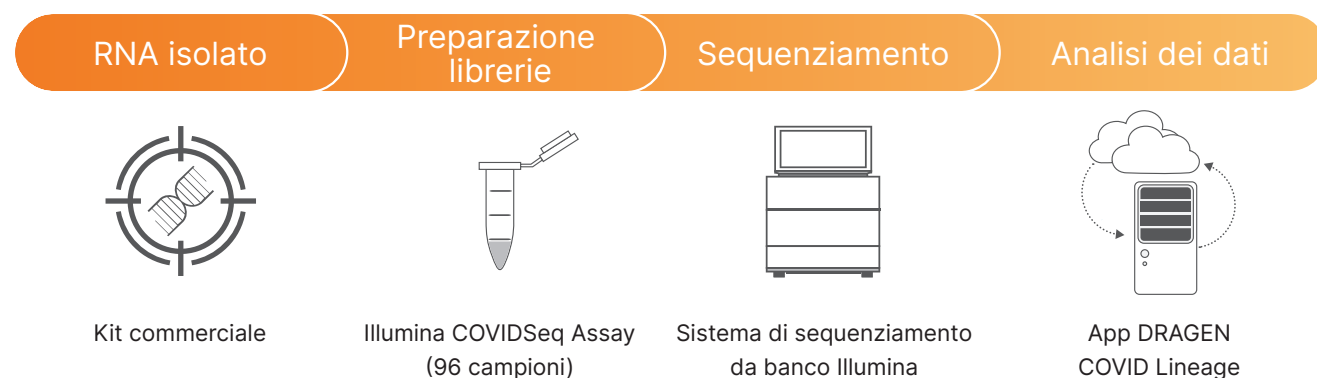 RNA isolato
Preparazione
librerie
Sequenziamento
Analisi dei dati
Kit commerciale
Illumina COVIDSeq Assay
(96 campioni)
Sistema di sequenziamento
da banco Illumina
App DRAGEN
COVID Lineage